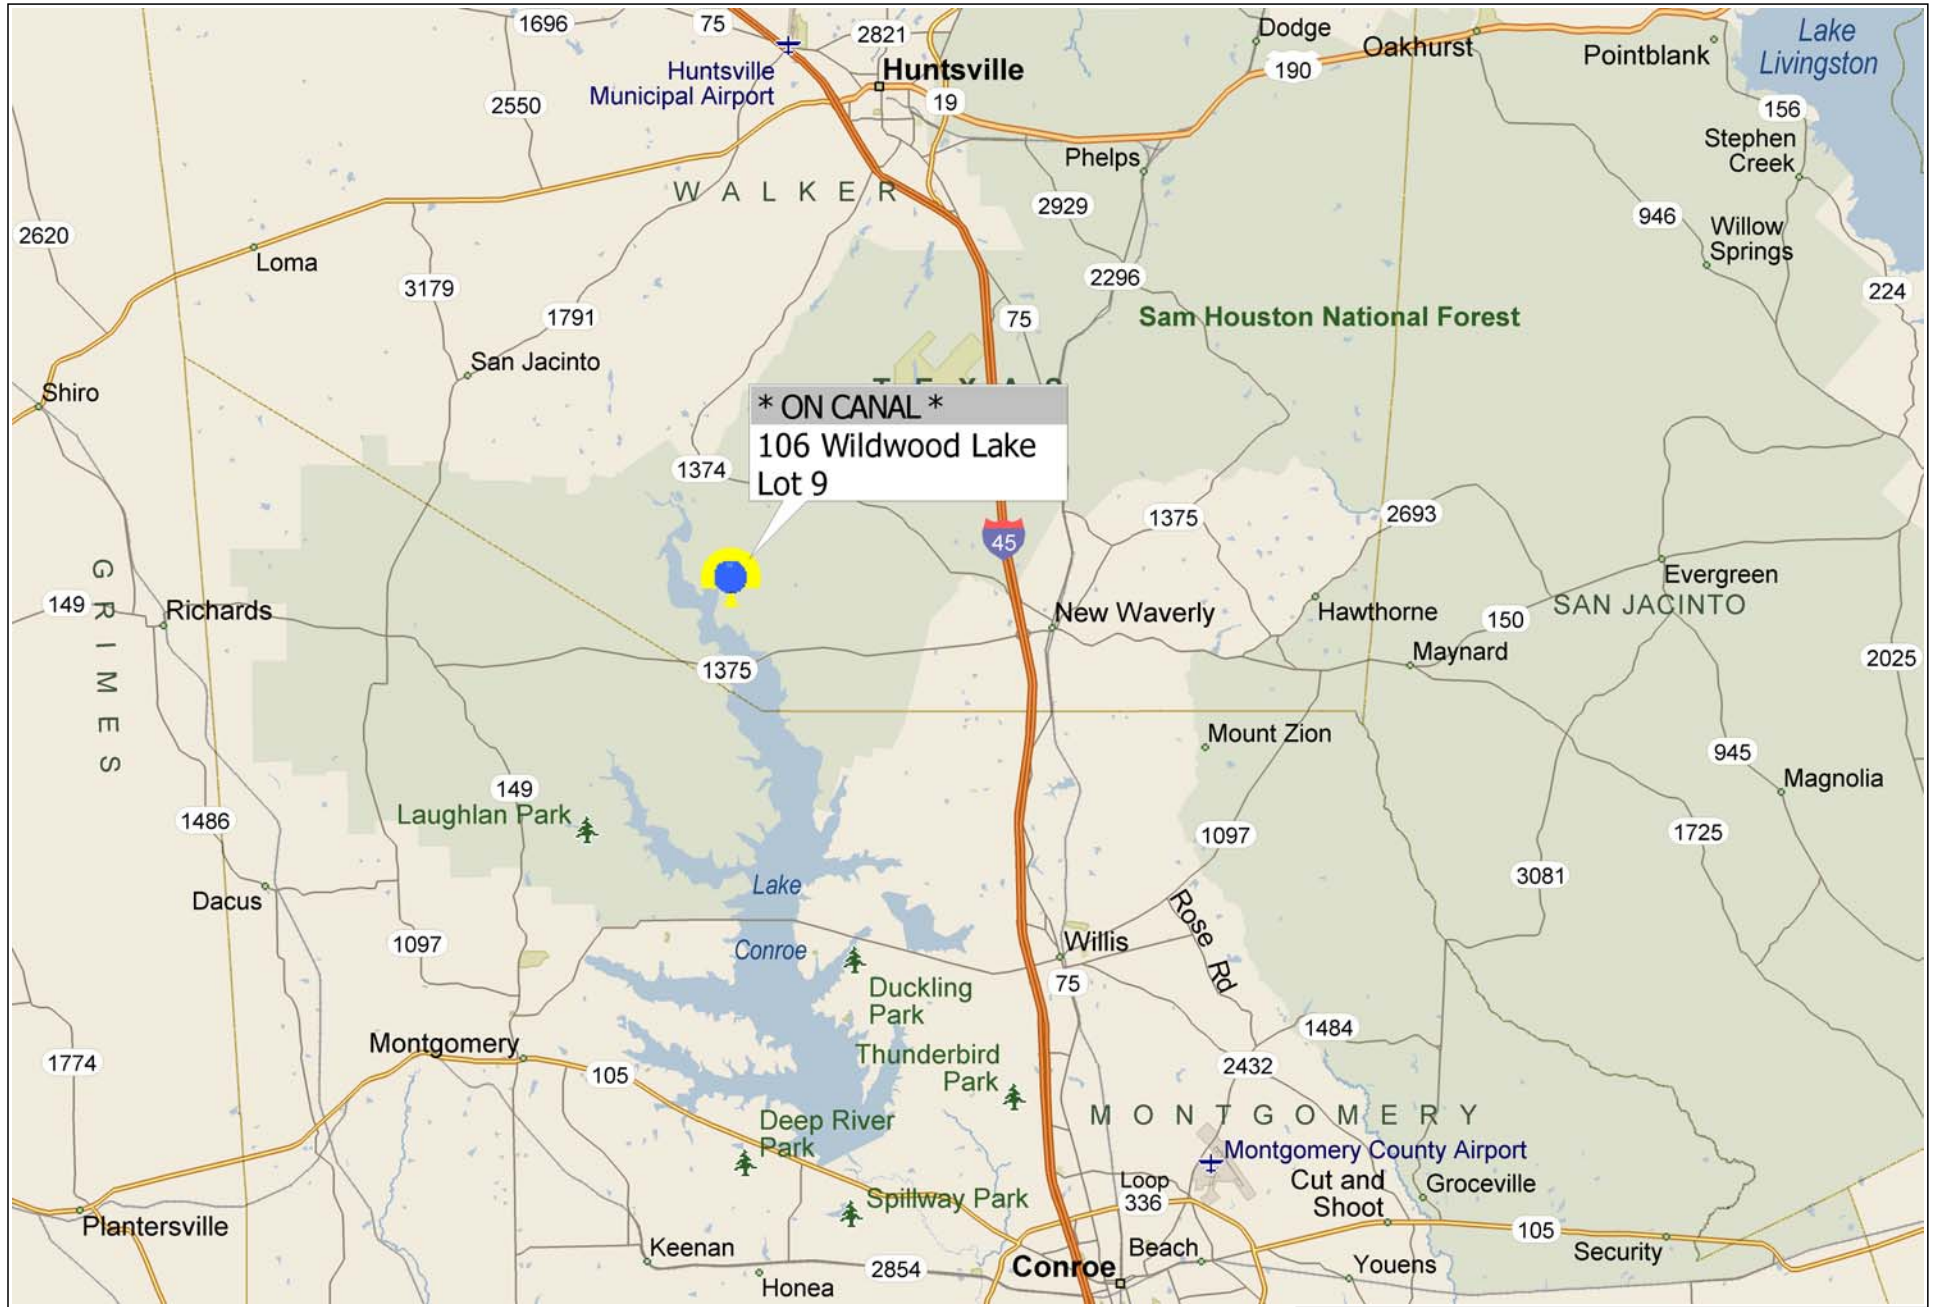 1696
75
2821
Dodge
Oakhurst
Pointblank
Lake
Livingston
Huntsville
Municipal Airport
Huntsville
190
2550
19
156
Stephen
Creek
Phelps
WALKER
2929
946
Willow
Springs
2620
Loma
3179
2296
224
1791
75
Sam Houston National Forest
San Jacinto
Shiro
TEXAS
* ON CANAL *
106 Wildwood Lake
Lot 9
1374
1375
2693
45
Evergreen
GRIMES
149
Richards
New Waverly
Hawthorne
150
SAN JACINTO
Maynard
2025
1375
Mount Zion
945
Magnolia
149
Laughlan Park
1486
1097
1725
3081
Lake
Conroe
Dacus
Rose Rd
1097
Willis
75
Duckling
Park
1484
Montgomery
Thunderbird
Park
1774
105
2432
MONTGOMERY
Deep River
Park
Montgomery County Airport
Loop
336
Cut and
Shoot
Groceville
Spillway Park
Plantersville
105
Security
Keenan
Beach
Conroe
2854
Youens
Honea